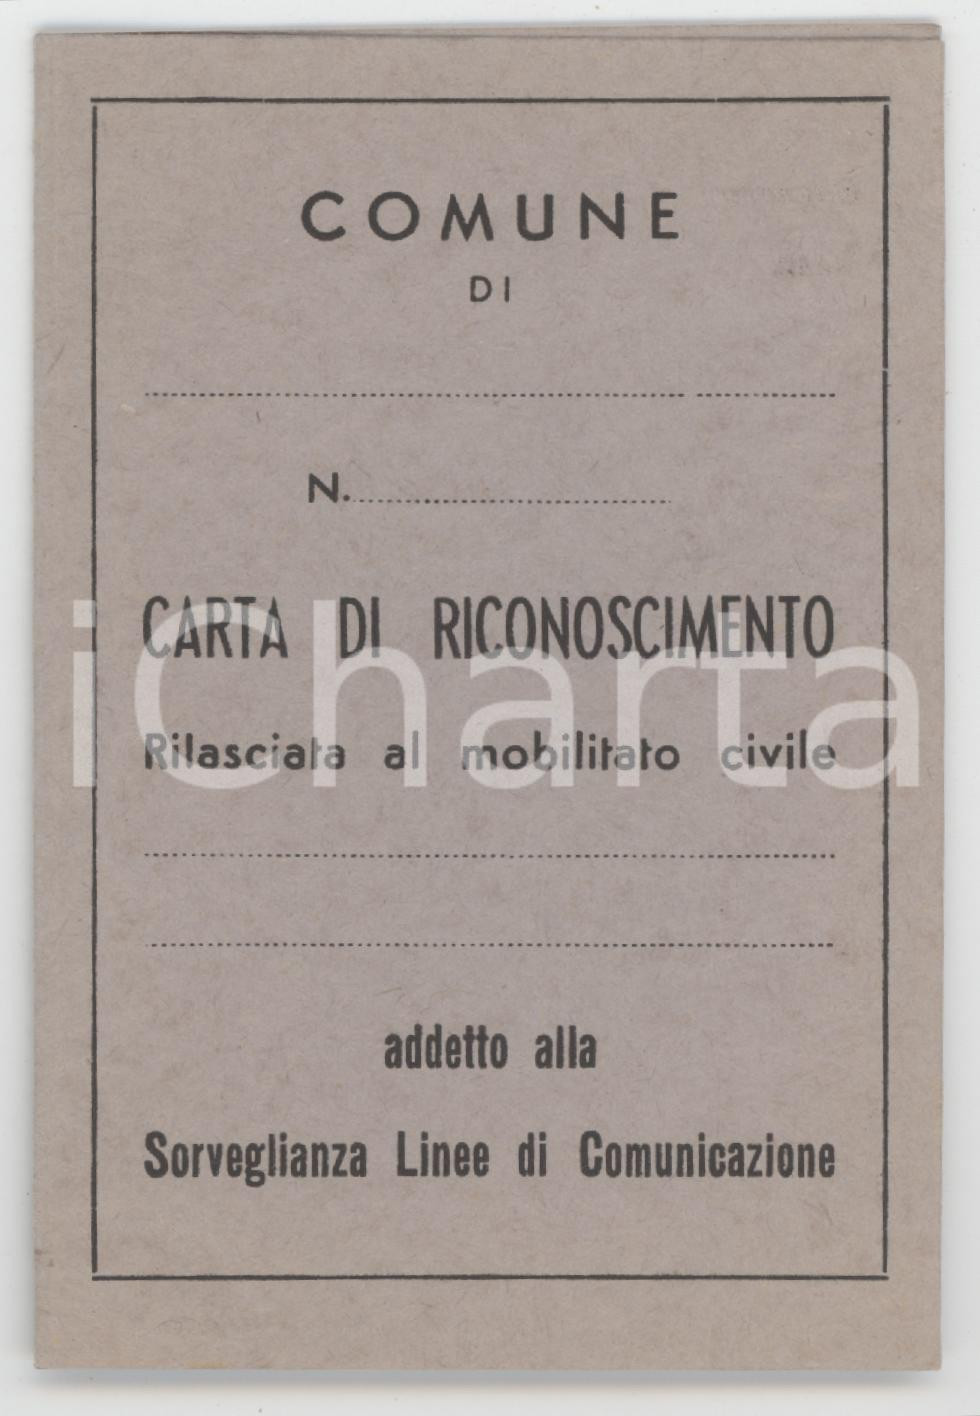 COMUNE
DI
N.
CARTA DI RICONOSCIMENTO
iCharta
Rilasciata al mobilitato civile
addetto alla
Sorveglianza Linee di Comunicazione